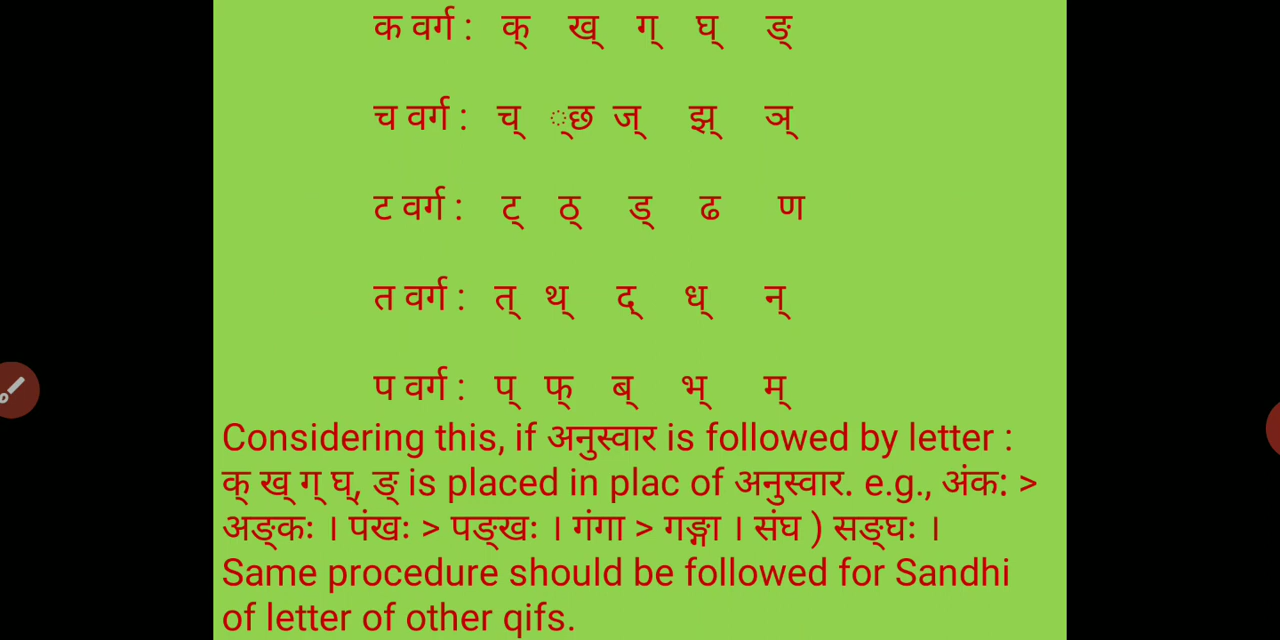 क वर्ग : क् ख् ग् घ् ङ्
च वर्ग : च् ्छ ज् झ् ञ्
ट वर्ग : ट् ठ् ड् ढ ण
त वर्ग : त् थ् द् ध् न्
प वर्ग : प् फ् ब् भ् म्
Considering this, if अनुस्वार is followed by letter :
क् ख् ग् घ्, ङ् is placed in plac of अनुस्वार. e.g., अंक: >
अङ्कः । पंखः > पङ्खः । गंगा > गङ्गा । संघ ) सङ्घः ।
Same procedure should be followed for Sandhi
of letter of other qifs.